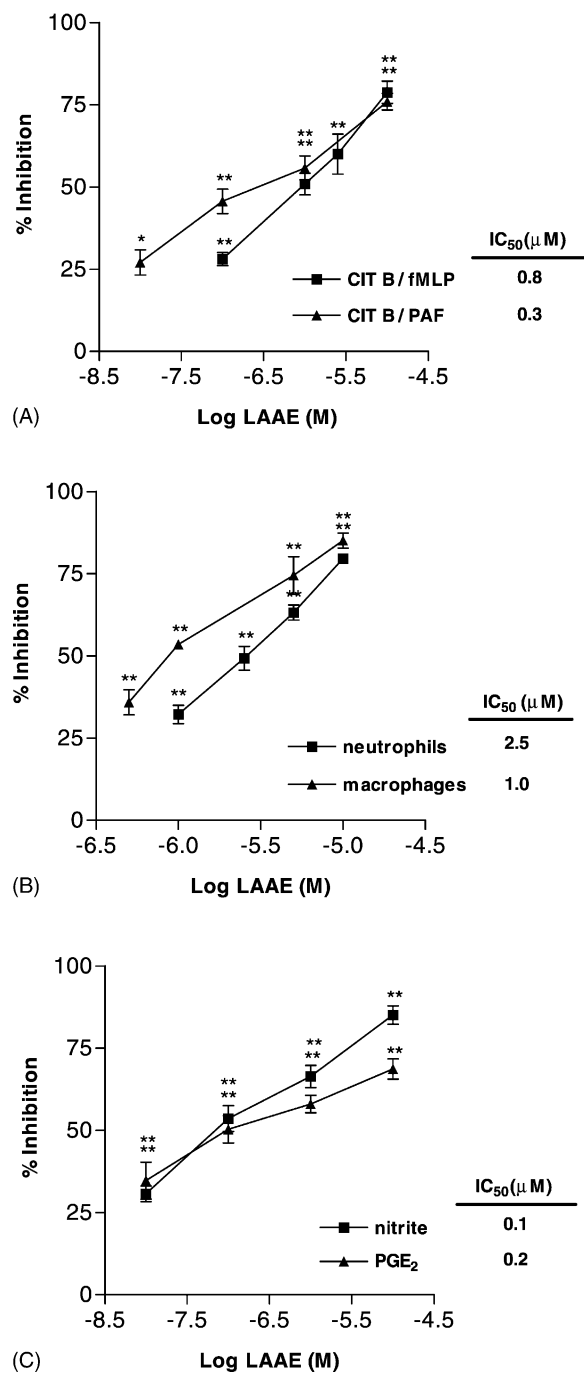 100
**
**
75
**
**
**
**
% Inhibition
50
*
**
25
IC50(μM)
CIT B / fMLP 0.8
CIT B / PAF 0.3
0
-8.5 -7.5 -6.5 -5.5 -4.5
(A)
Log LAAE (M)
100
**
**
**
75
**
**
**
% Inhibition
50
**
**
25
IC50 (μM)
neutrophils 2.5
macrophages 1.0
0
-6.5 -6.0 -5.5 -5.0 -4.5
(B)
Log LAAE (M)
100
**
75
**
**
**
**
**
% Inhibition
50
**
**
25
IC50(μM)
nitrite 0.1
PGE2 0.2
0
-8.5 -7.5 -6.5 -5.5 -4.5
(C)
Log LAAE (M)